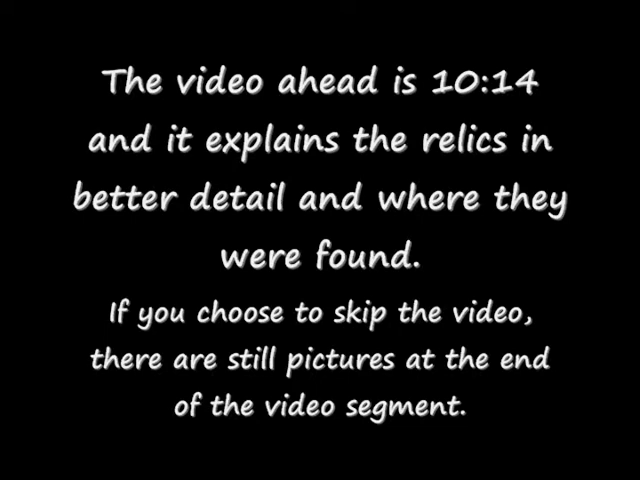 The video ahead is 10:14
and it explains the relics in
better detail and where they
were found.
If you choose to skip the video,
there are still pictures at the end
of the video segment.